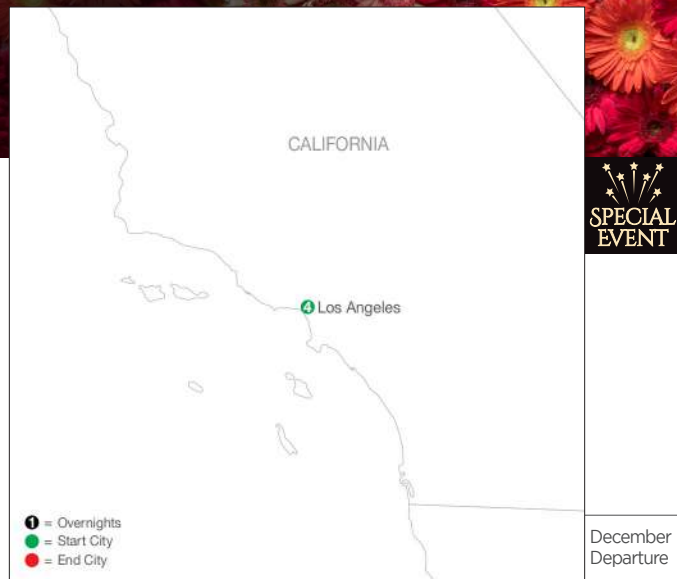 CALIFORNIA
SPECIAL
EVENT
4 Los Angeles
1 = Overnights
= Start City
= End City
December
Departure